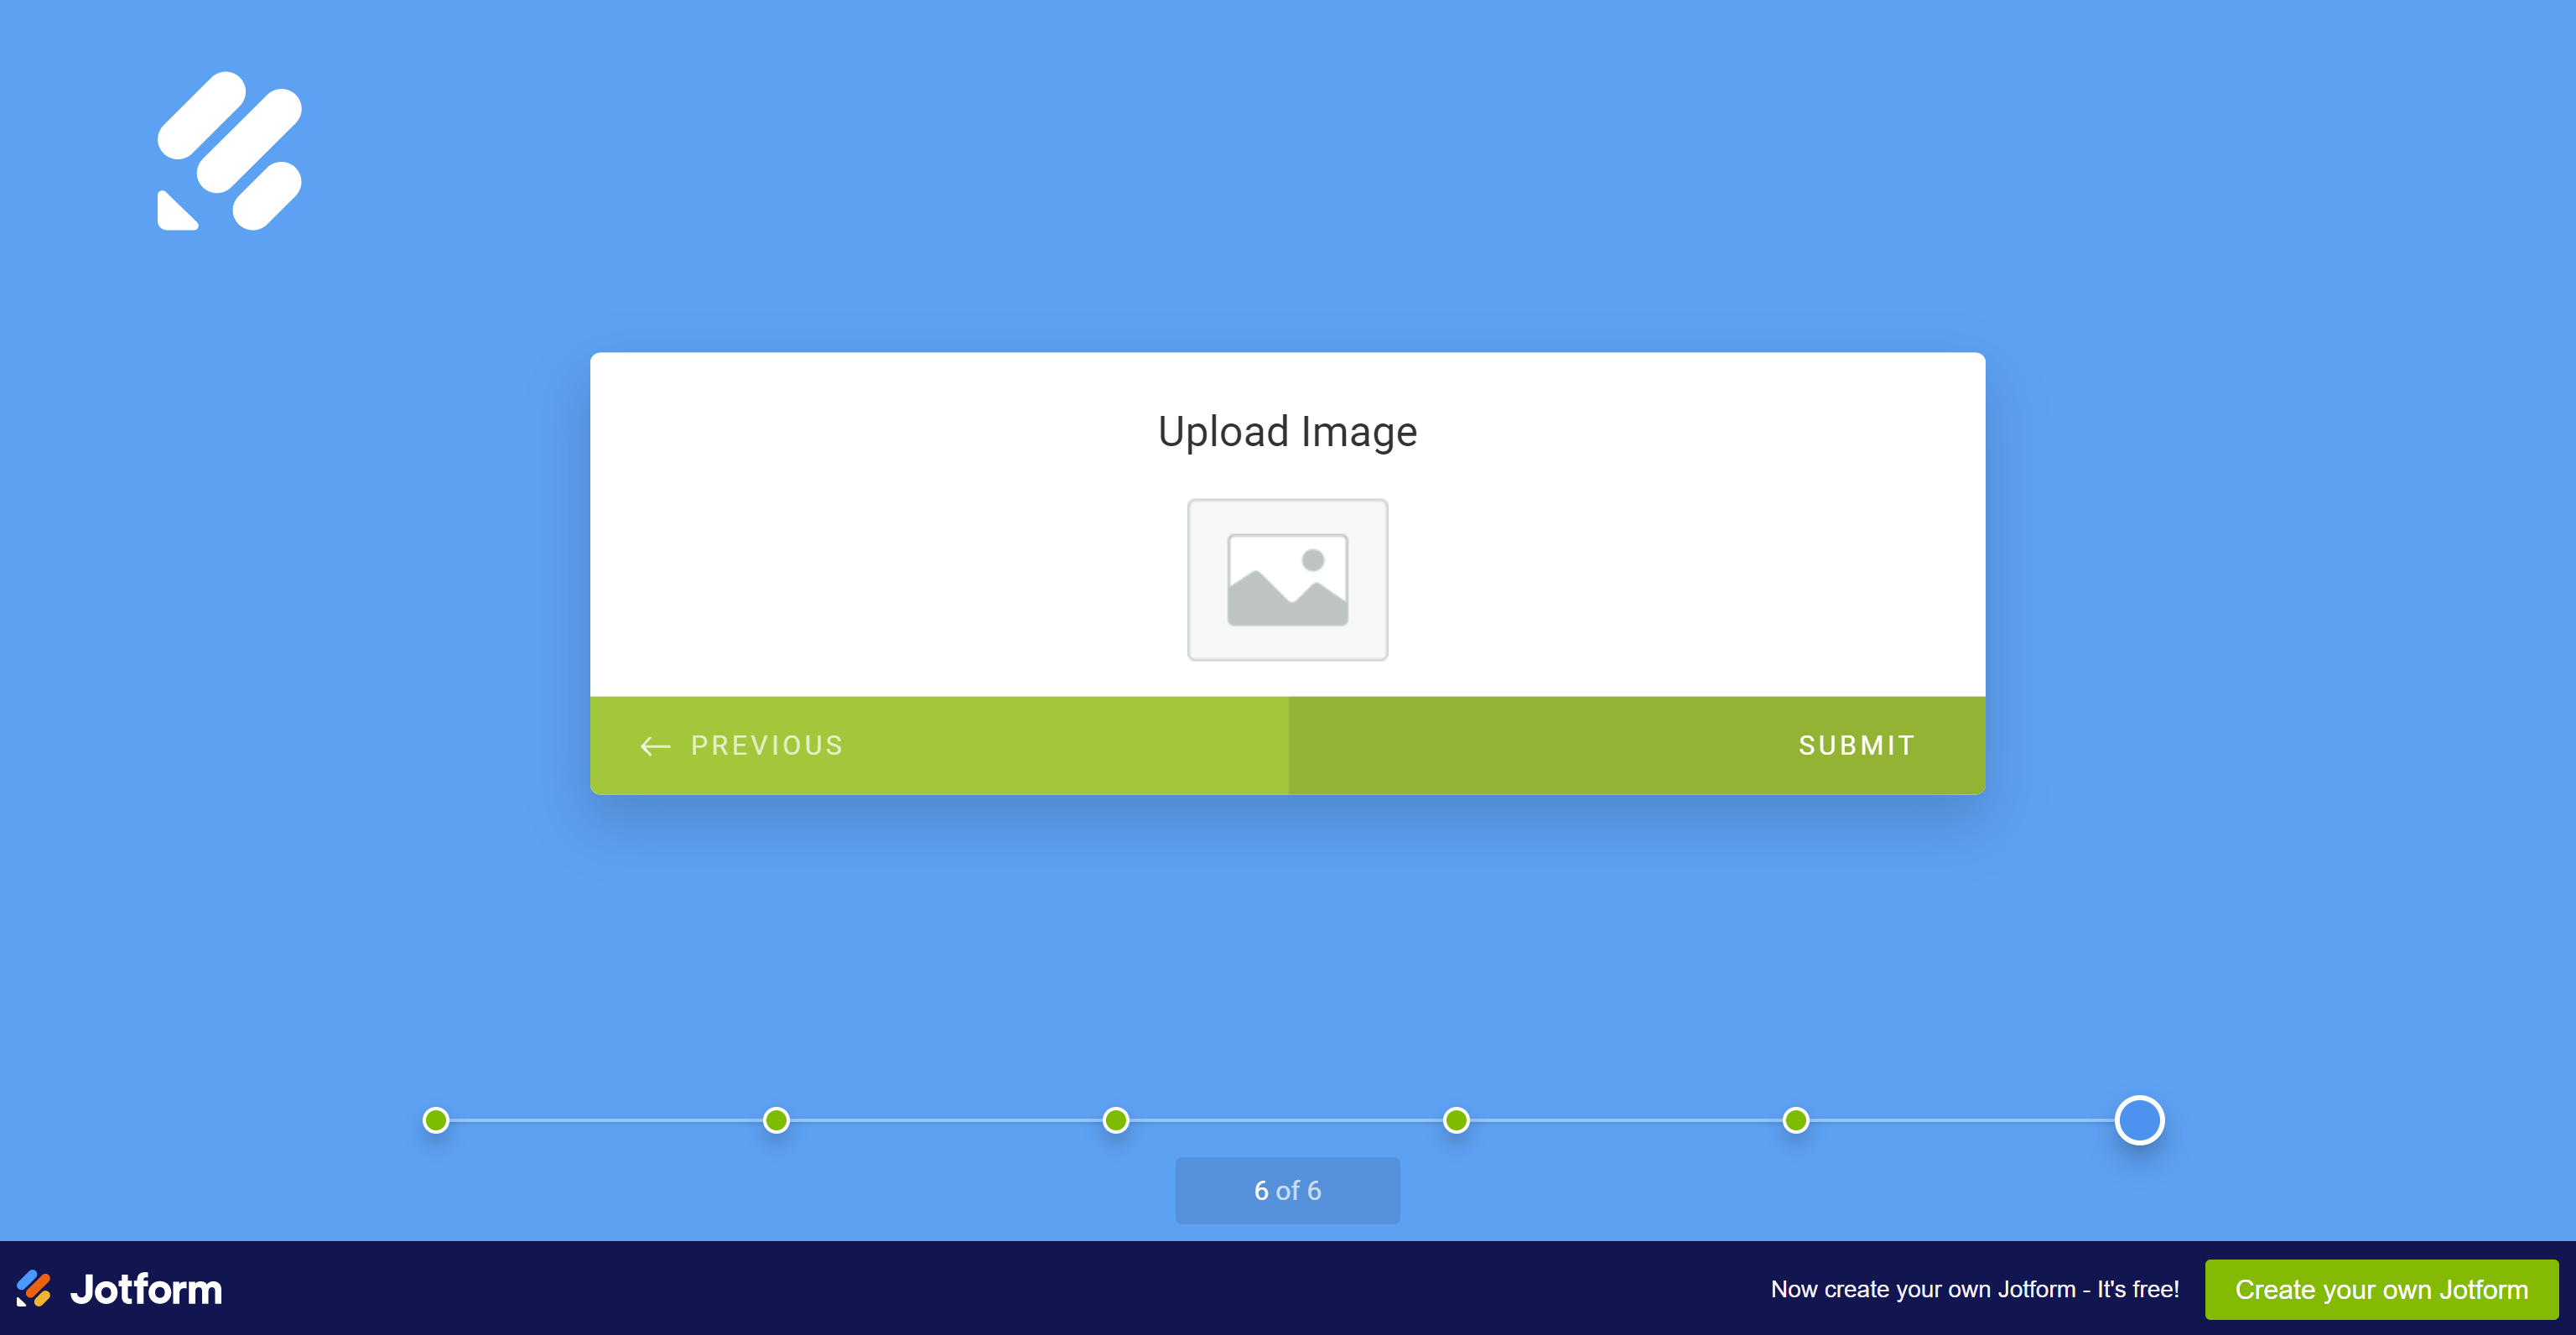 Upload Image
PREVIOUS
SUBMIT
6 of 6
Jotform
Now create your own Jotform - It's free!
Create your own Jotform